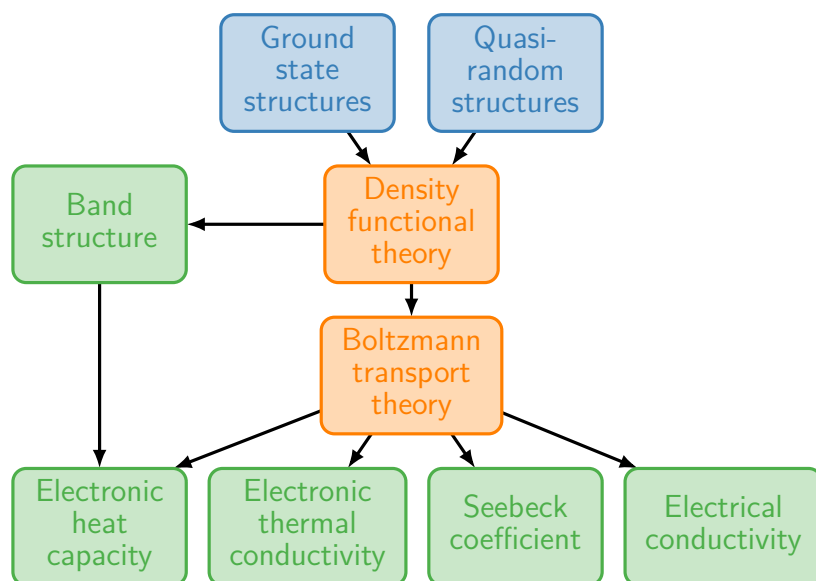 Ground
state
structures
Quasi-
random
structures
Band
structure
Density
functional
theory
Boltzmann
transport
theory
Electronic
heat
capacity
Electronic
thermal
conductivity
Seebeck
coefficient
Electrical
conductivity